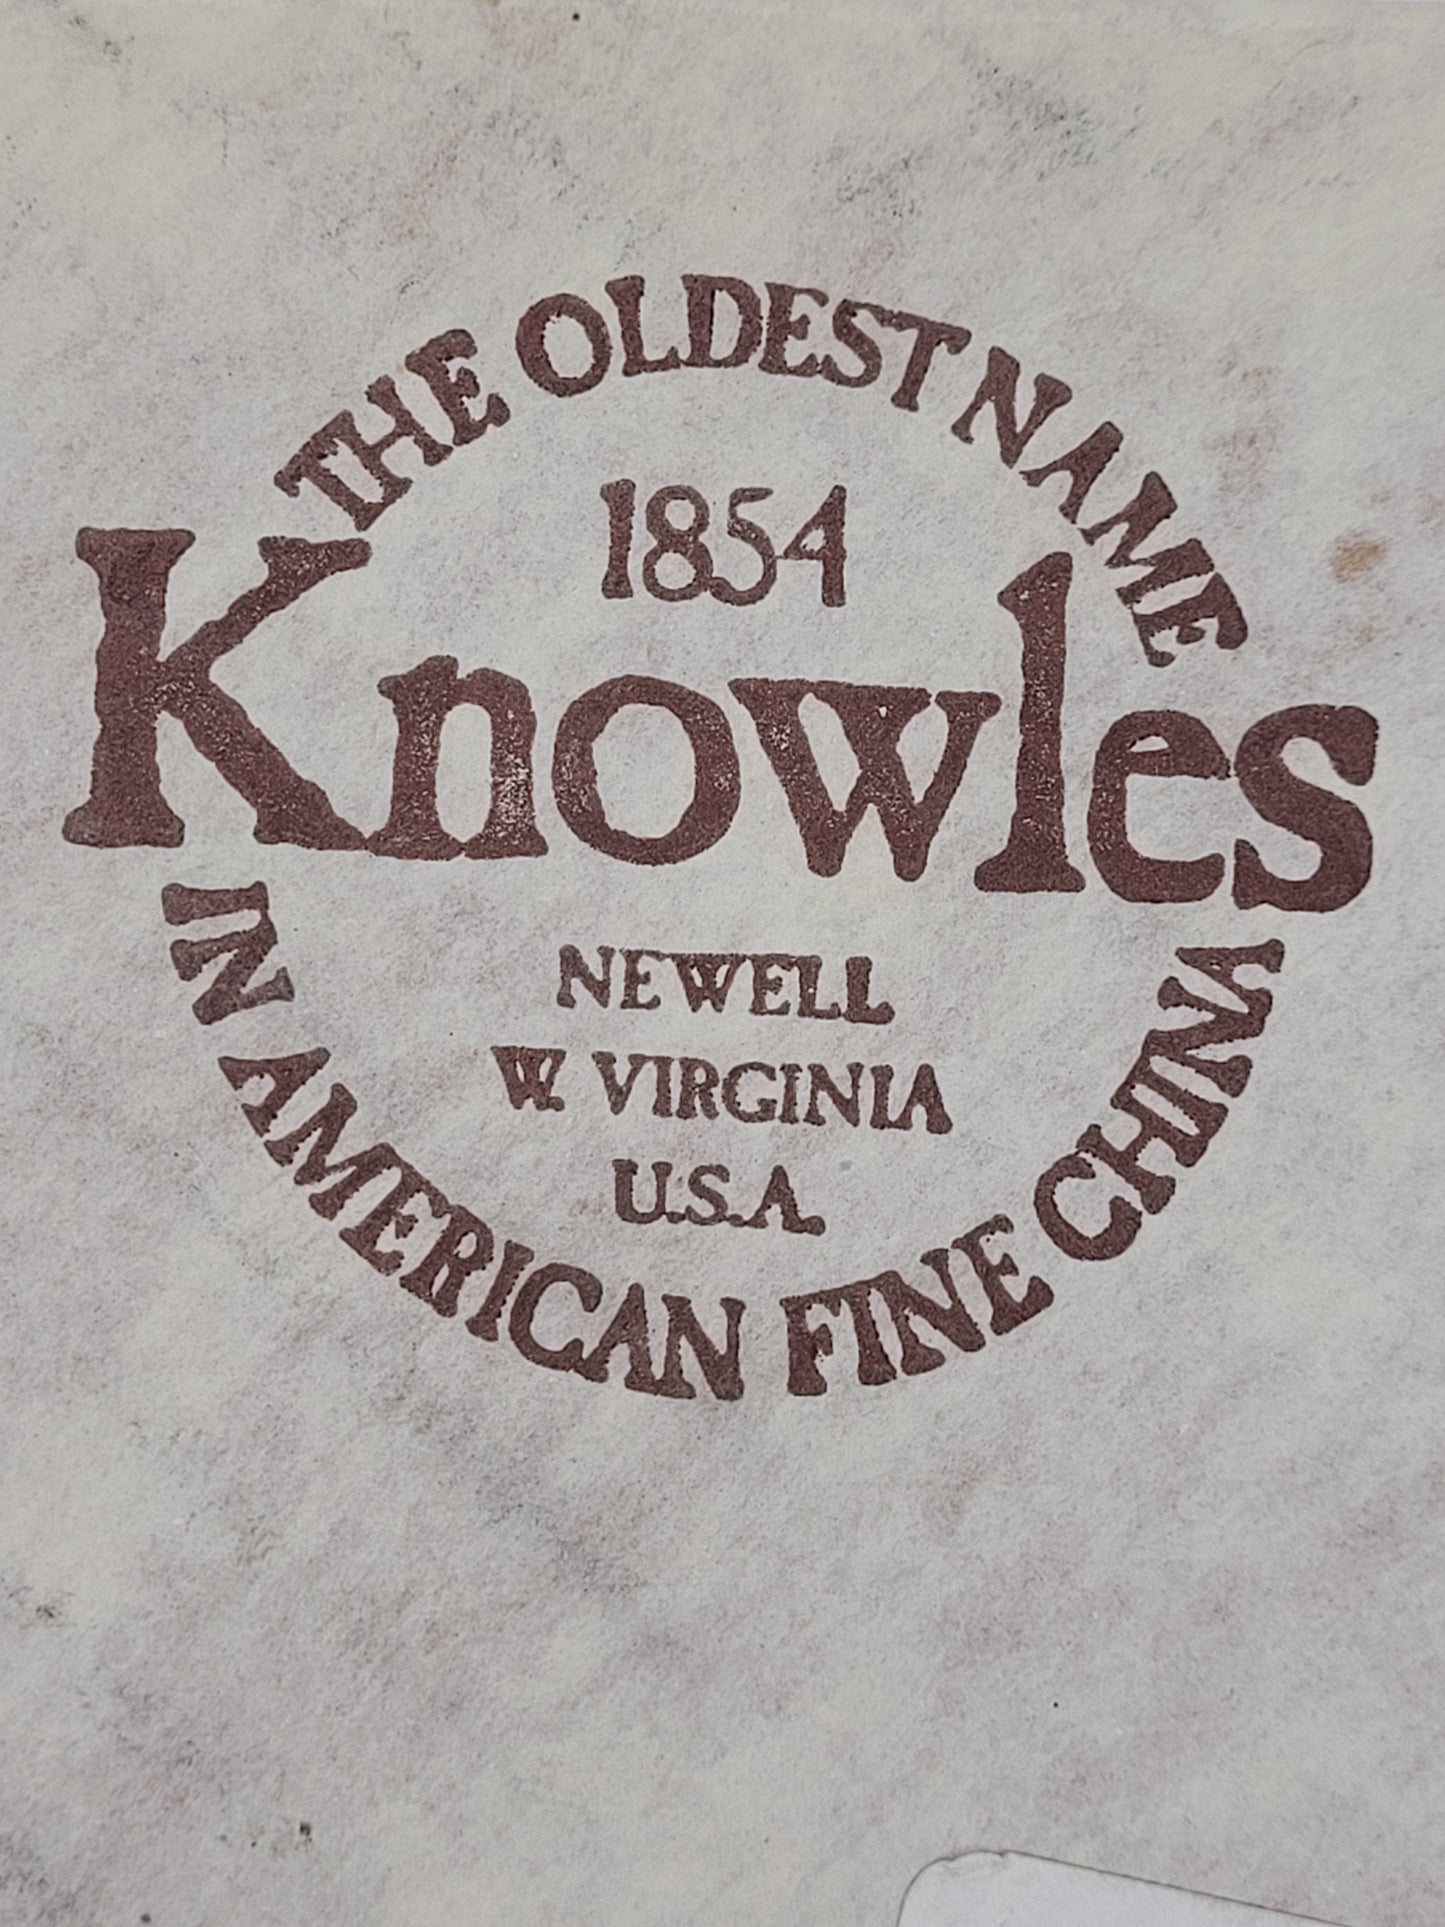 THE OLDEST NAME
1854
Knowles
NEWELL
W. VIRGINIA
U.S.A.
IN AMERICAN FINE CHINA